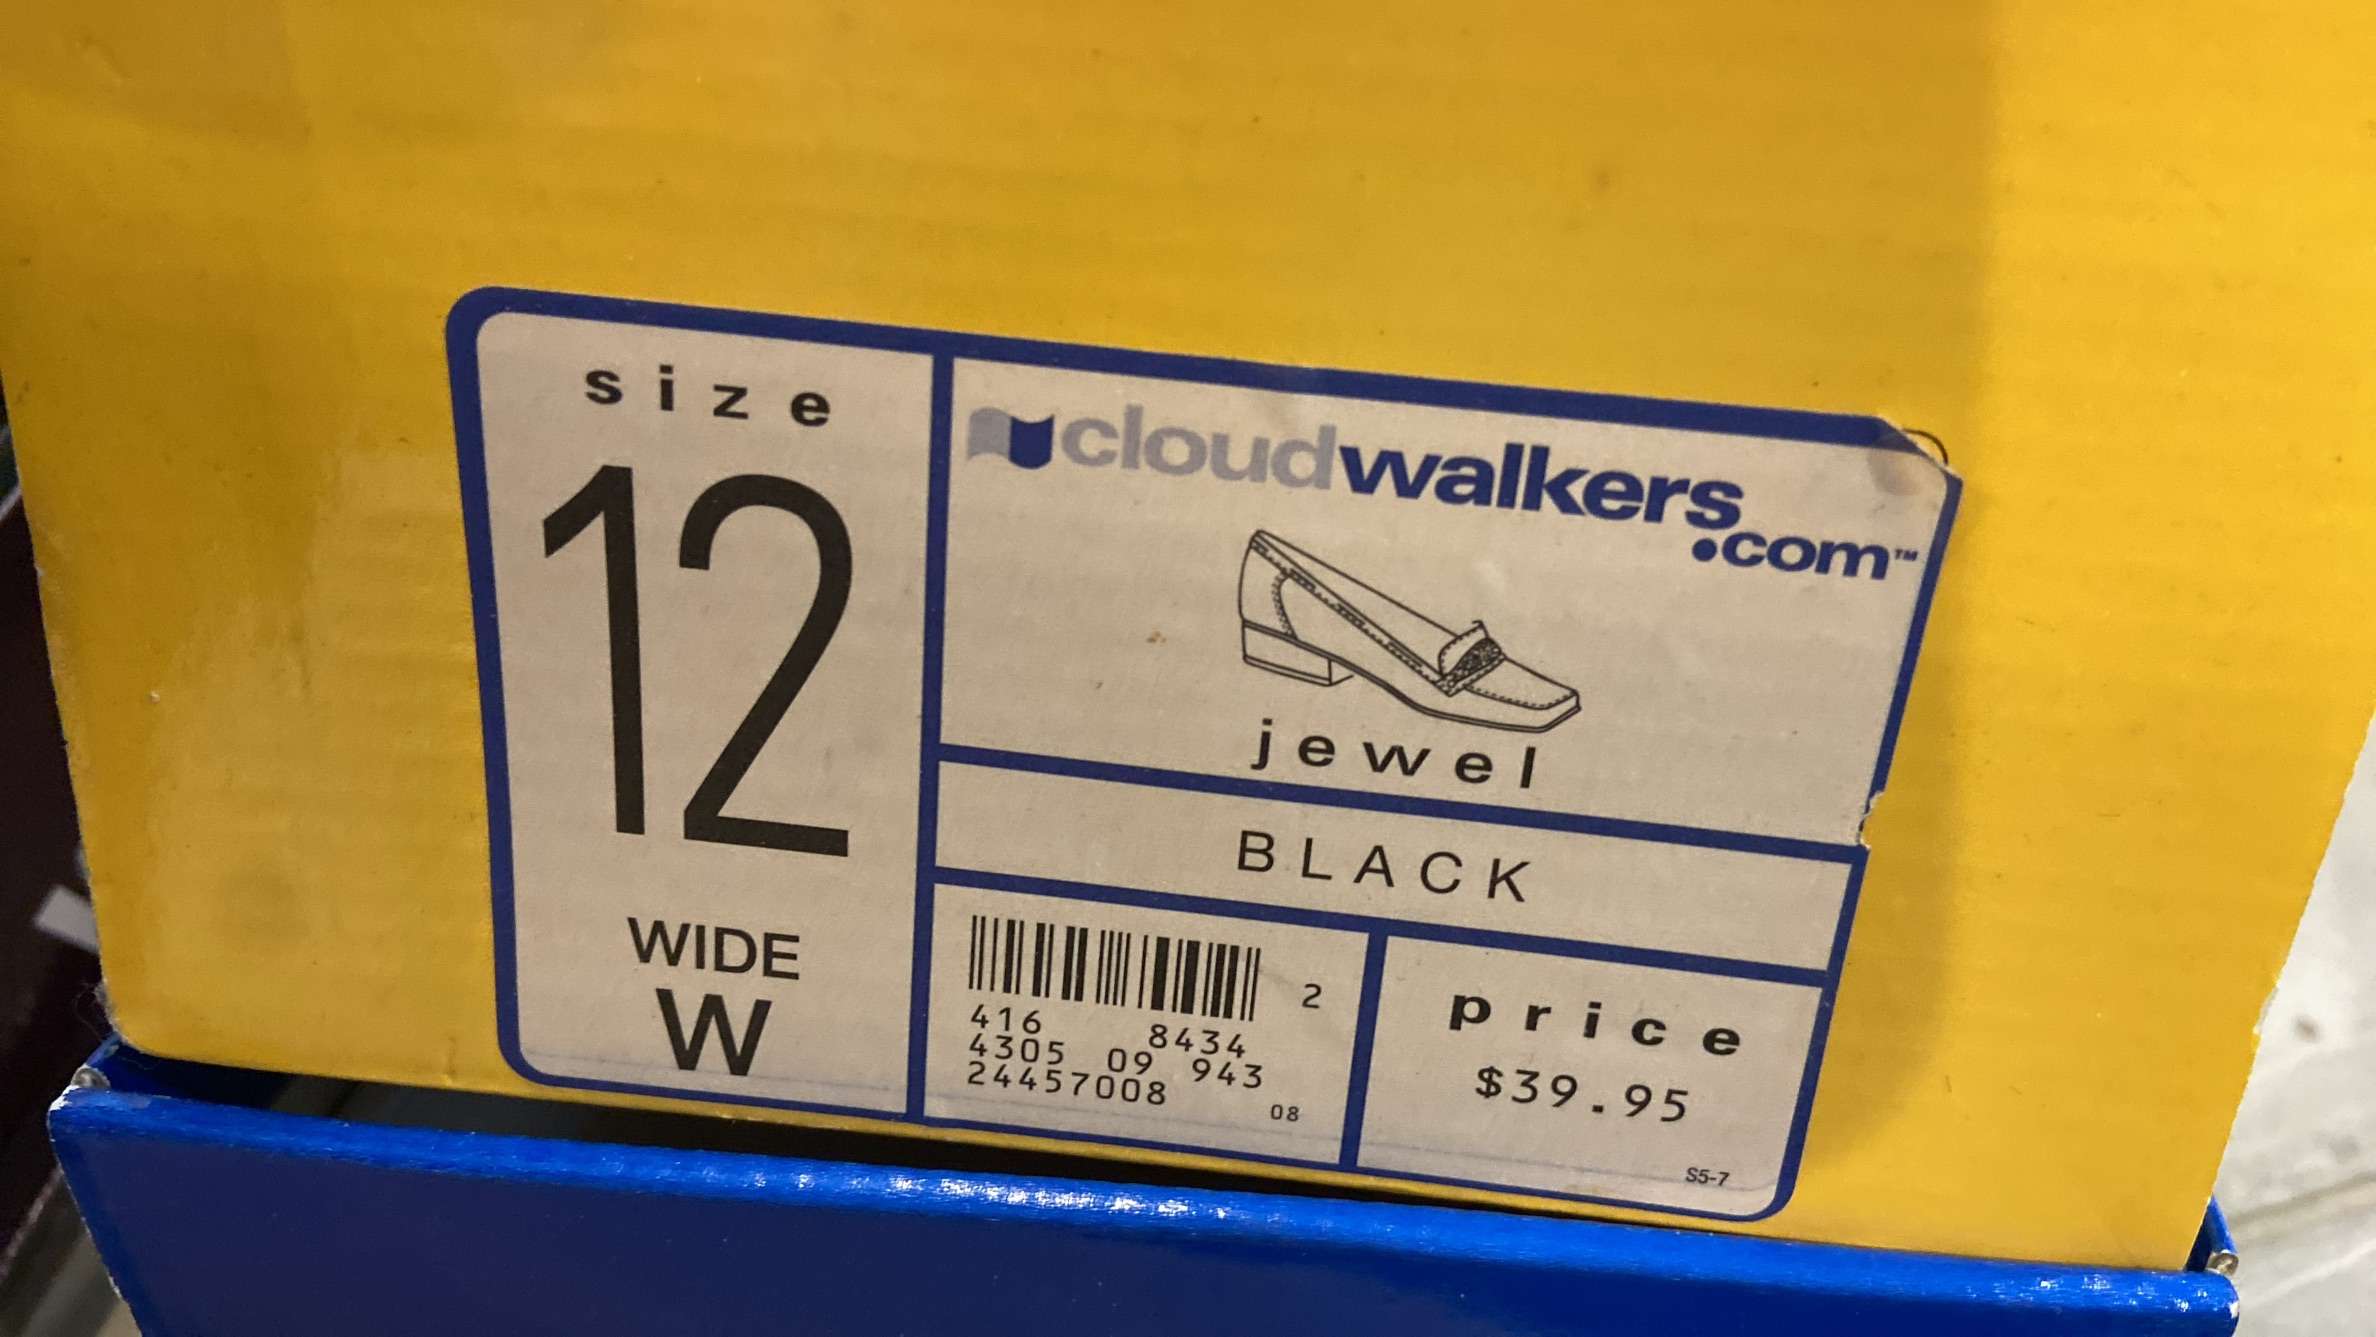 size
12
WIDE
W
cloudwalkers
.com™
jewel
BLACK
2
416 8434
4305 09 943
24457008
08
price
$39.95
S5-7